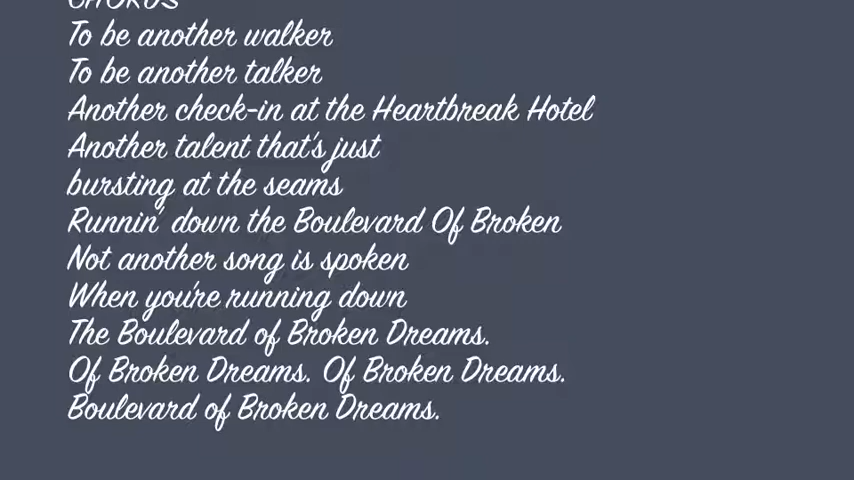 CHORUS
To be another walker
To be another talker
Another check-in at the Heartbreak Hotel
Another talent that's just
bursting at the seams
Runnin' down the Boulevard Of Broken
Not another song is spoken
When you're running down
The Boulevard of Broken Dreams.
Of Broken Dreams. Of Broken Dreams.
Boulevard of Broken Dreams.